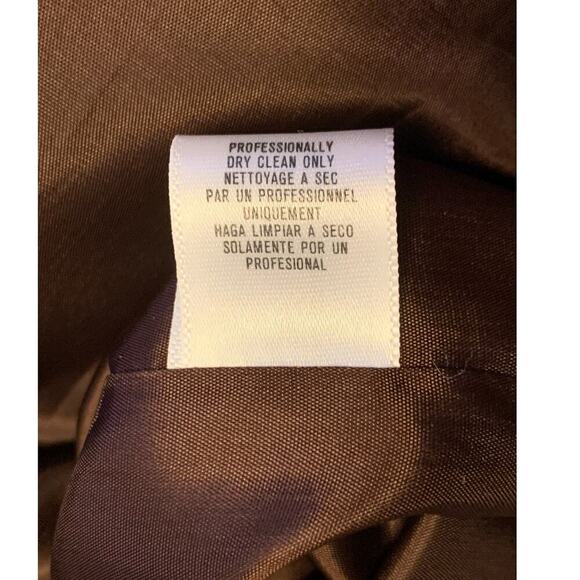 PROFESSIONALLY
DRY CLEAN ONLY
NETTOYAGE A SEC
PAR UN PROFESSIONNEL
UNIQUEMENT
HAGA LIMPIAR A SECO
SOLAMENTE POR UN
PROFESIONAL